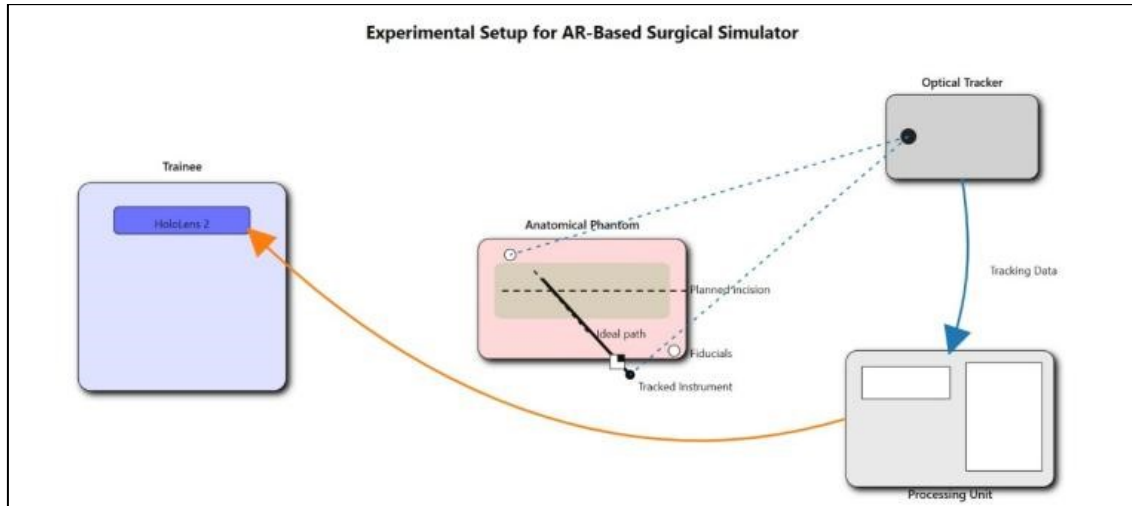 Experimental Setup for AR-Based Surgical Simulator
Optical Tracker
Trainee
HoloLens 2
Anatomical Phantom
Tracking Data
Planned incision
Ideal path
Fiducials
Tracked Instrument
Processing Unit